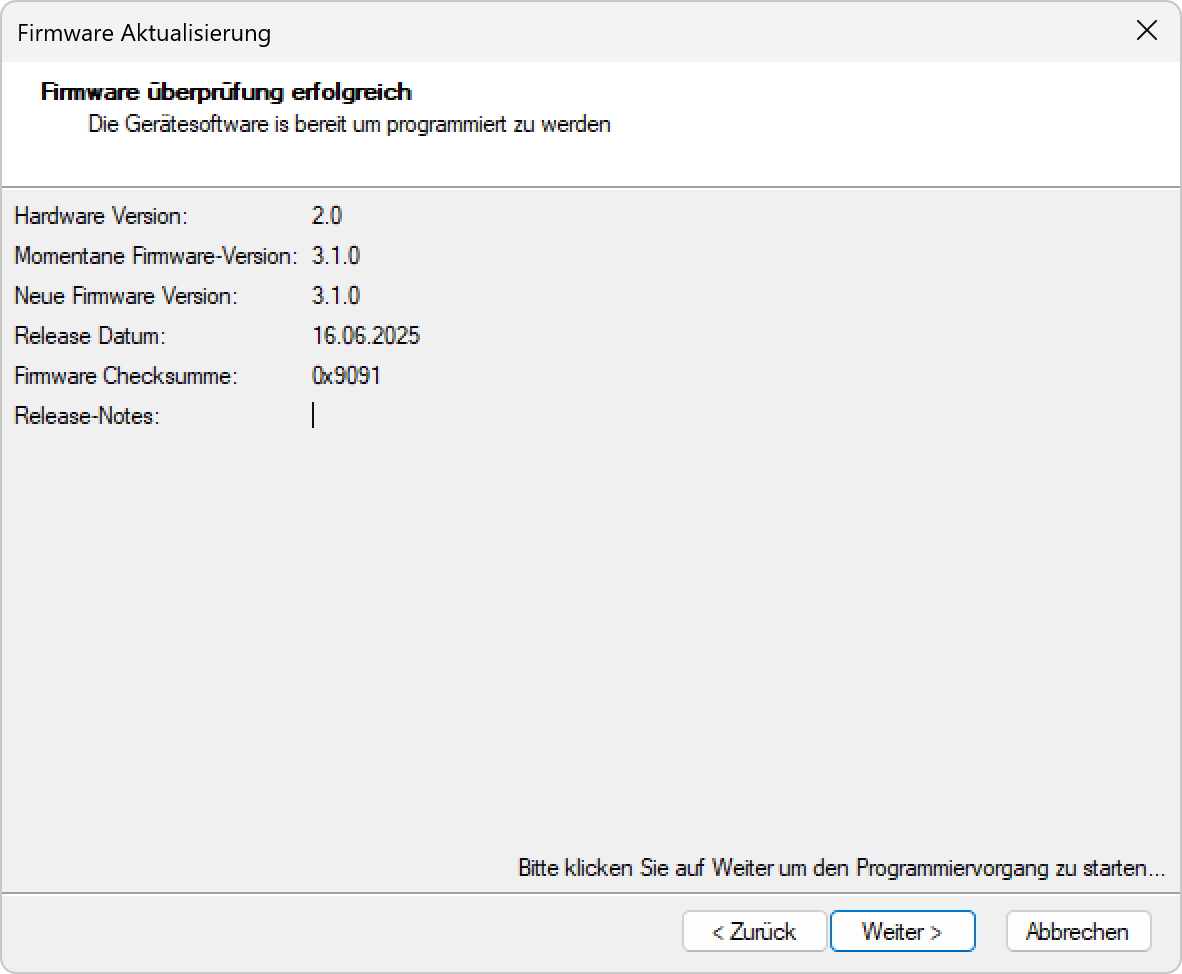 Firmware Aktualisierung
Firmware überprüfung erfolgreich
Die Gerätesoftware is bereit um programmiert zu werden
Hardware Version: 2.0
Momentane Firmware-Version: 3.1.0
Neue Firmware Version: 3.1.0
Release Datum: 16.06.2025
Firmware Checksumme: 0x9091
Release-Notes:
Bitte klicken Sie auf Weiter um den Programmiervorgang zu starten...
< Zurück Weiter > Abbrechen